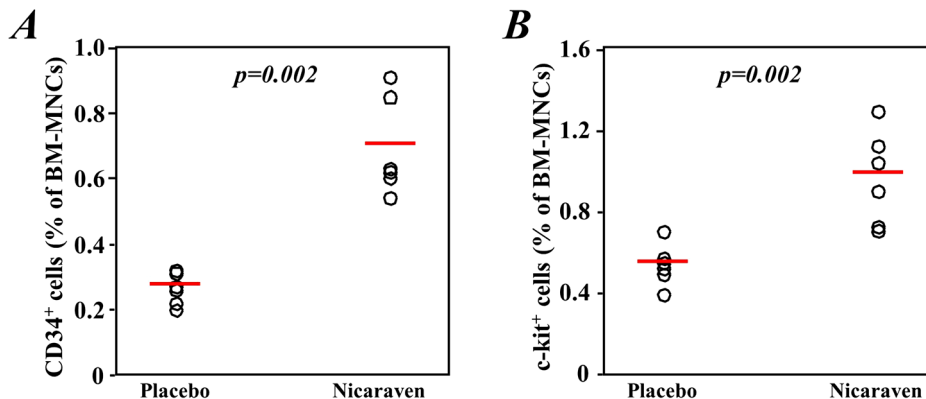 A
CD34+ cells (% of BM-MNCs)
1.0
0.8
0.6
0.4
0.2
0
p=0.002
Placebo Nicaraven
B
c-kit+ cells (% of BM-MNCs)
1.6
1.2
0.8
0.4
0
p=0.002
Placebo Nicaraven